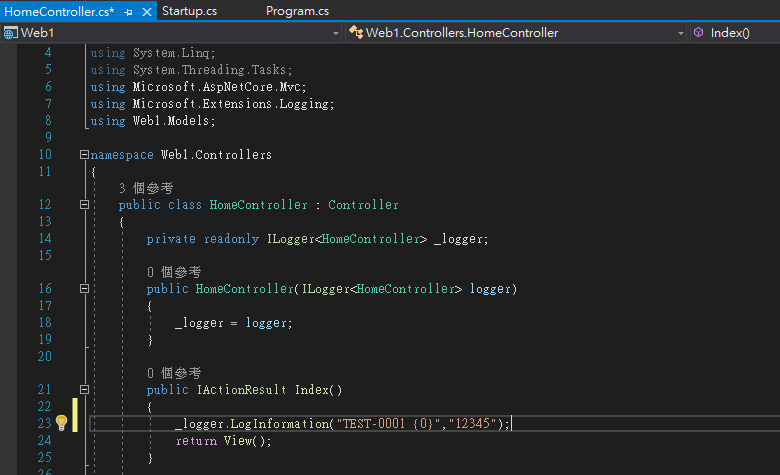 HomeController.cs* Startup.cs Program.cs
Web1 Web1.Controllers.HomeController Index()
4 using System.Linq;
5 using System.Threading.Tasks;
6 using Microsoft.AspNetCore.Mvc;
7 using Microsoft.Extensions.Logging;
8 using Web1.Models;
9
10 namespace Web1.Controllers
11 {
3 個參考
12 public class HomeController : Controller
13 {
14 private readonly ILogger<HomeController> _logger;
15
0 個參考
16 public HomeController(ILogger<HomeController> logger)
17 {
18 _logger = logger;
19 }
20
0 個參考
21 public IActionResult Index()
22 {
23 _logger.LogInformation("TEST-0001 {0}","12345");
24 return View();
25 }
26